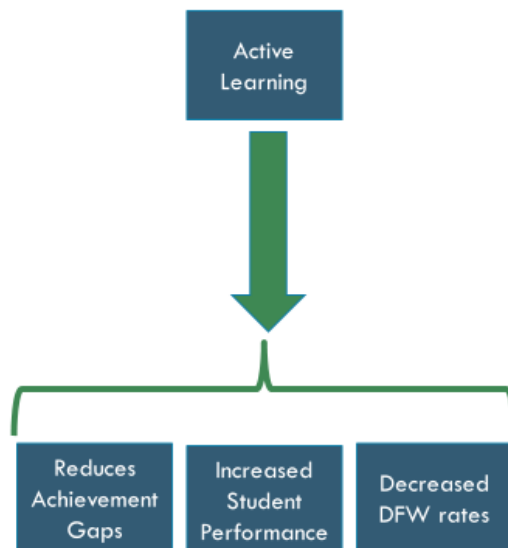 Active
Learning
Reduces
Achievement
Gaps
Increased
Student
Performance
Decreased
DFW rates